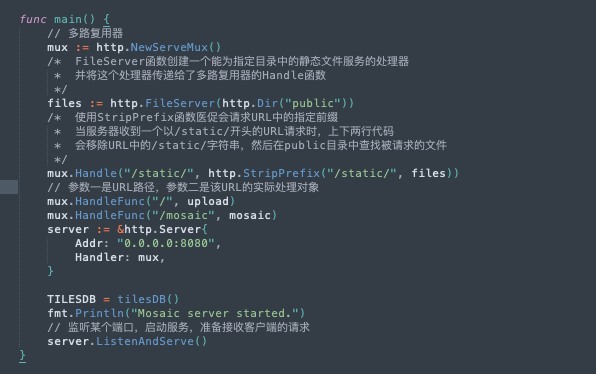 func main() {
    // 多路复用器
    mux := http.NewServeMux()
    /*  FileServer函数创建一个能为指定目录中的静态文件服务的处理器
     *  并将这个处理器传递给了多路复用器的Handle函数
     */
    files := http.FileServer(http.Dir("public"))
    /*  使用StripPrefix函数医促会请求URL中的指定前缀
     *  当服务器收到一个以/static/开头的URL请求时，上下两行代码
     *  会移除URL中的/static/字符串，然后在public目录中查找被请求的文件
     */
    mux.Handle("/static/", http.StripPrefix("/static/", files))
    // 参数一是URL路径，参数二是该URL的实际处理对象
    mux.HandleFunc("/", upload)
    mux.HandleFunc("/mosaic", mosaic)
    server := &http.Server{
        Addr: "0.0.0.0:8080",
        Handler: mux,
    }

    TILESDB = tilesDB()
    fmt.Println("Mosaic server started.")
    // 监听某个端口，启动服务，准备接收客户端的请求
    server.ListenAndServe()
}